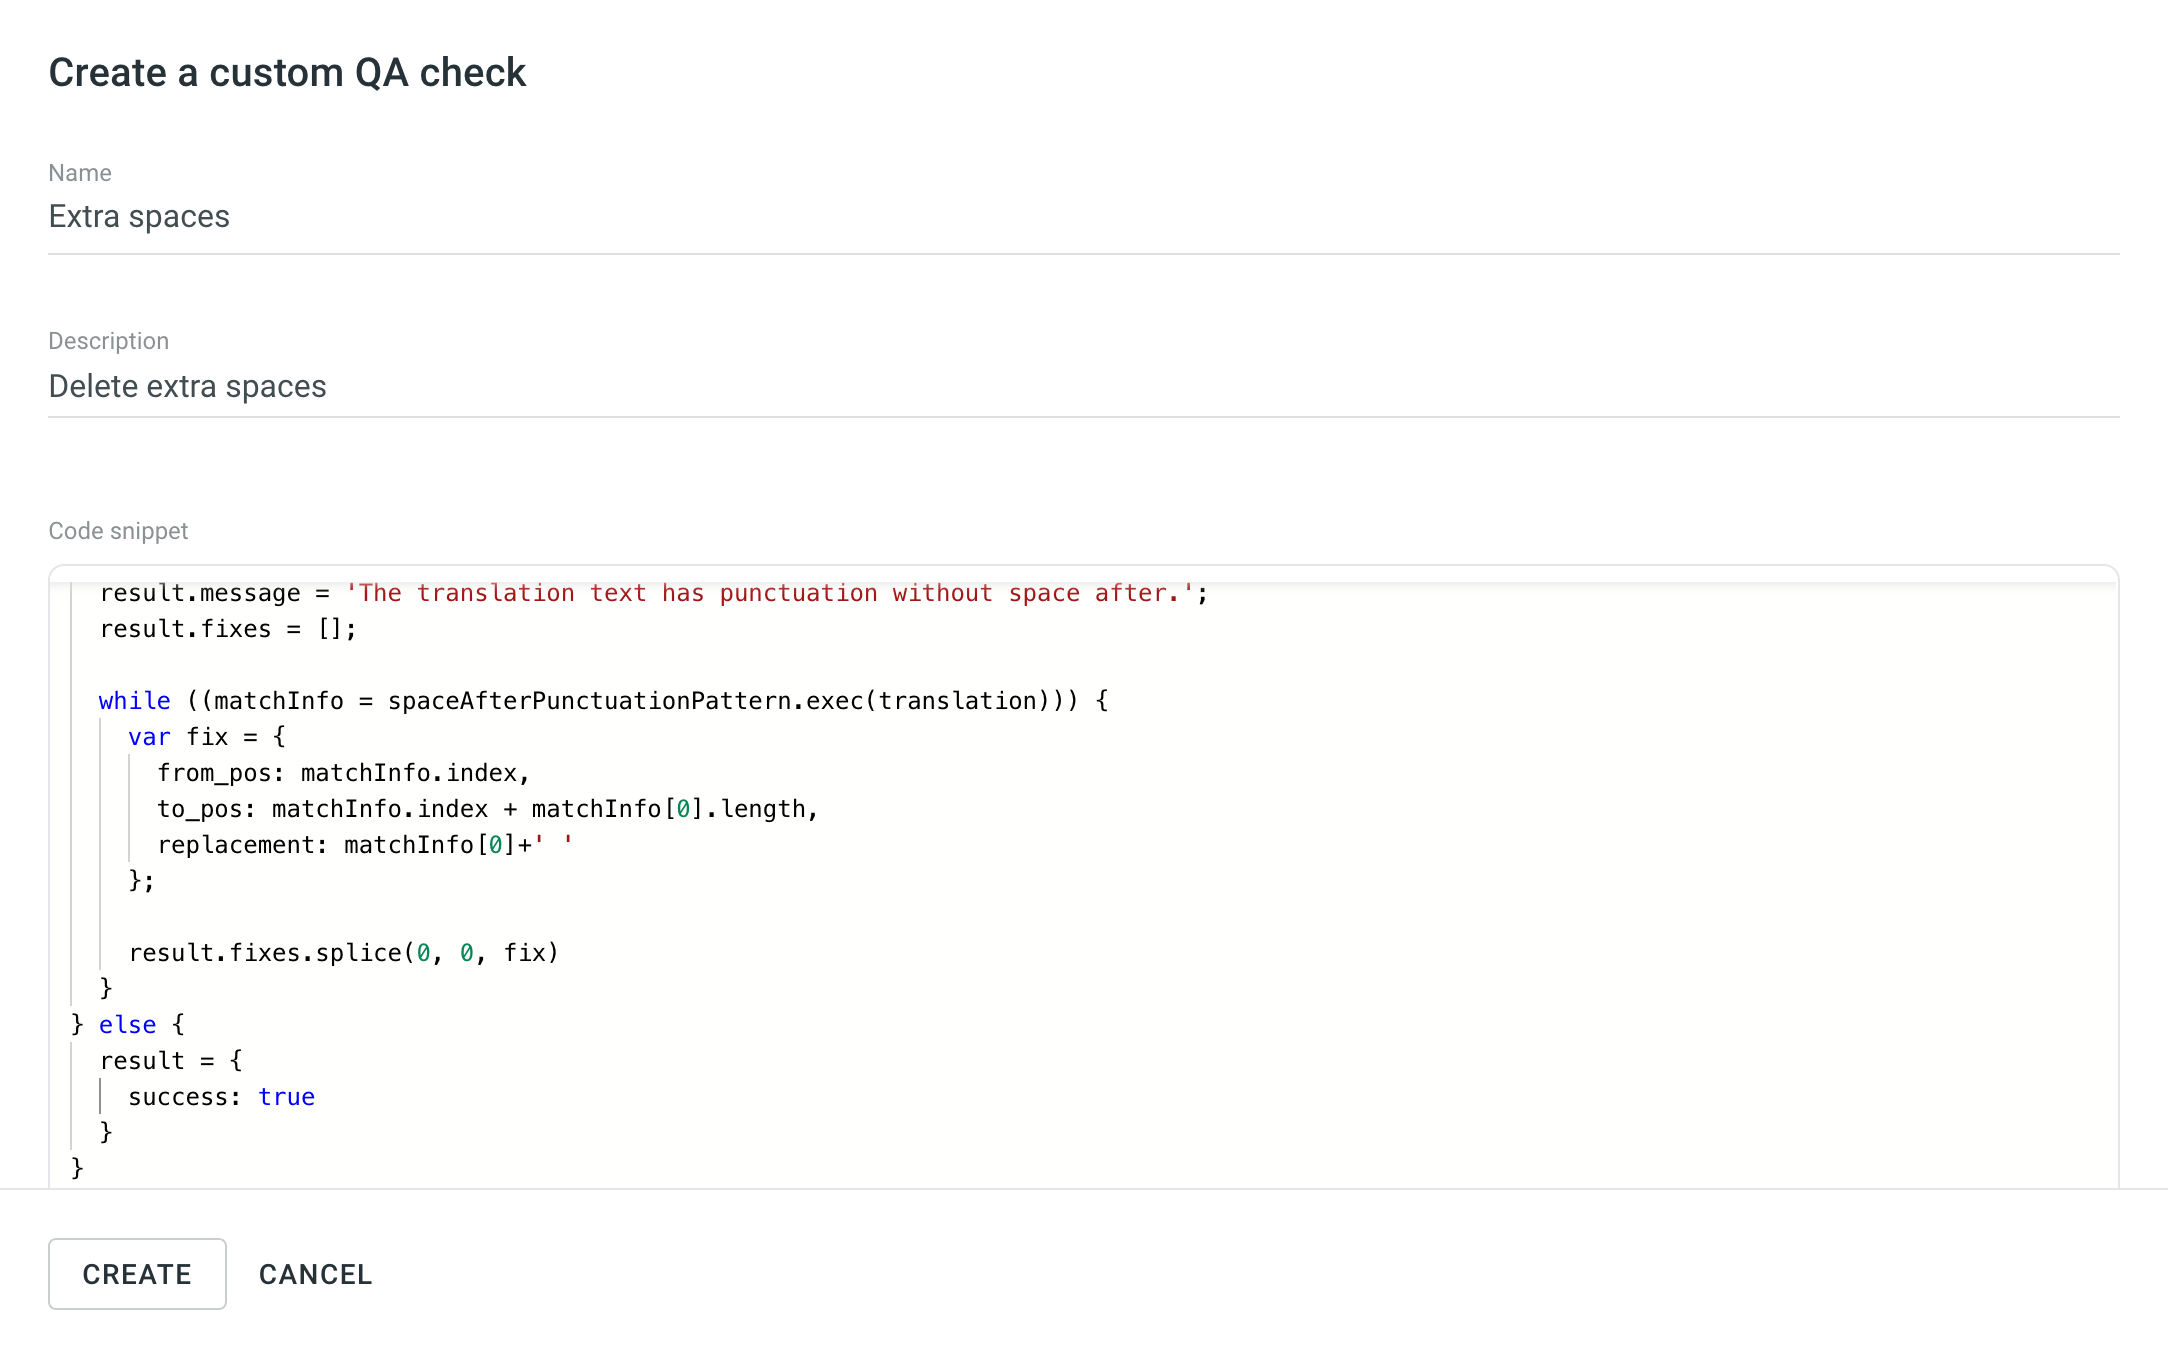 Create a custom QA check
Name
Extra spaces
Description
Delete extra spaces
Code snippet
result.message = 'The translation text has punctuation without space after.';
result.fixes = [];
while ((matchInfo = spaceAfterPunctuationPattern.exec(translation))) {
var fix = {
from_pos: matchInfo.index,
to_pos: matchInfo.index + matchInfo[0].length,
replacement: matchInfo[0]+' '
};
result.fixes.splice(0, 0, fix)
}
} else {
result = {
success: true
}
}
CREATE CANCEL